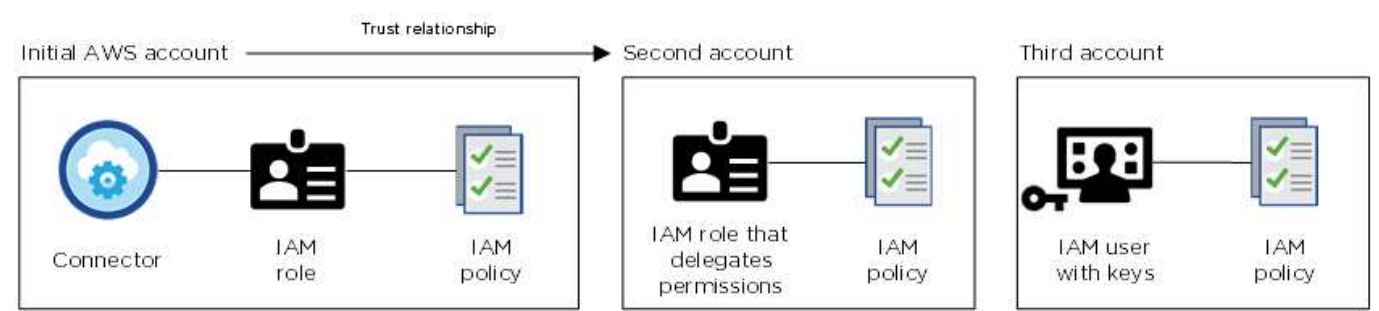 Trust relationship
Initial AWS account
Second account
Third account
Connector
IAM
role
IAM
policy
IAM role that
delegates
permissions
IAM
policy
IAM user
with keys
IAM
policy